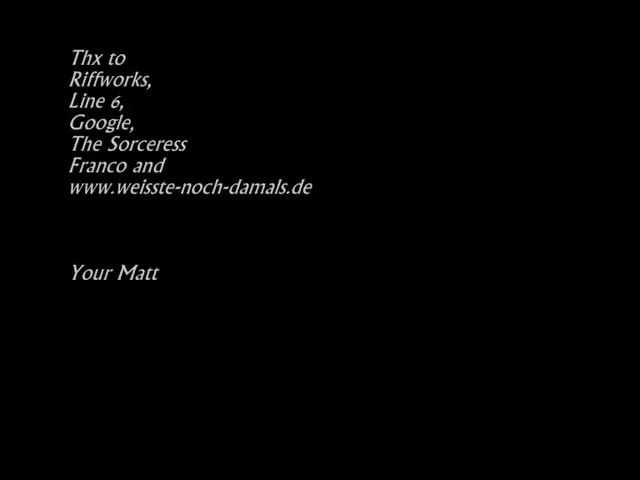 Thx to
Riffworks,
Line 6,
Google,
The Sorceress
Franco and
www.weisste-noch-damals.de
Your Matt